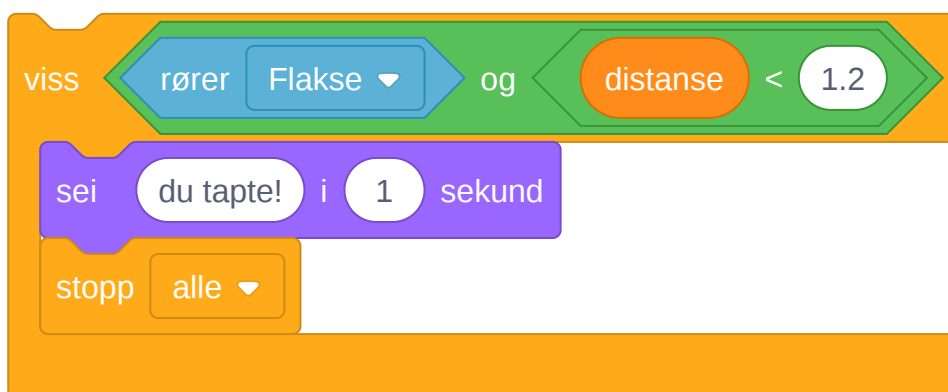 viss rører Flakse og distanse < 1.2
sei du tapte! i 1 sekund
stopp alle